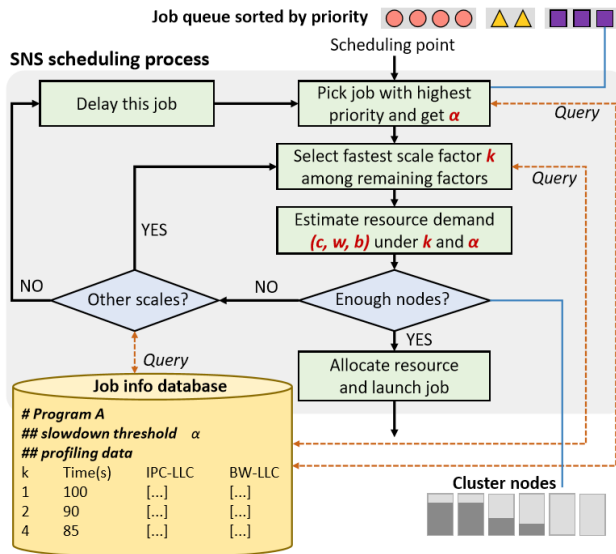 Job queue sorted by priority
Scheduling point
SNS scheduling process
Delay this job
Pick job with highest
priority and get α
Query
Select fastest scale factor k
among remaining factors
Query
YES
Estimate resource demand
(c, w, b) under k and α
NO
Other scales?
NO
Enough nodes?
YES
Query
Allocate resource
and launch job
Job info database
# Program A
## slowdown threshold α
## profiling data
k Time(s) IPC-LLC BW-LLC
1 100 [...] [...]
2 90 [...] [...]
4 85 [...] [...]
Cluster nodes